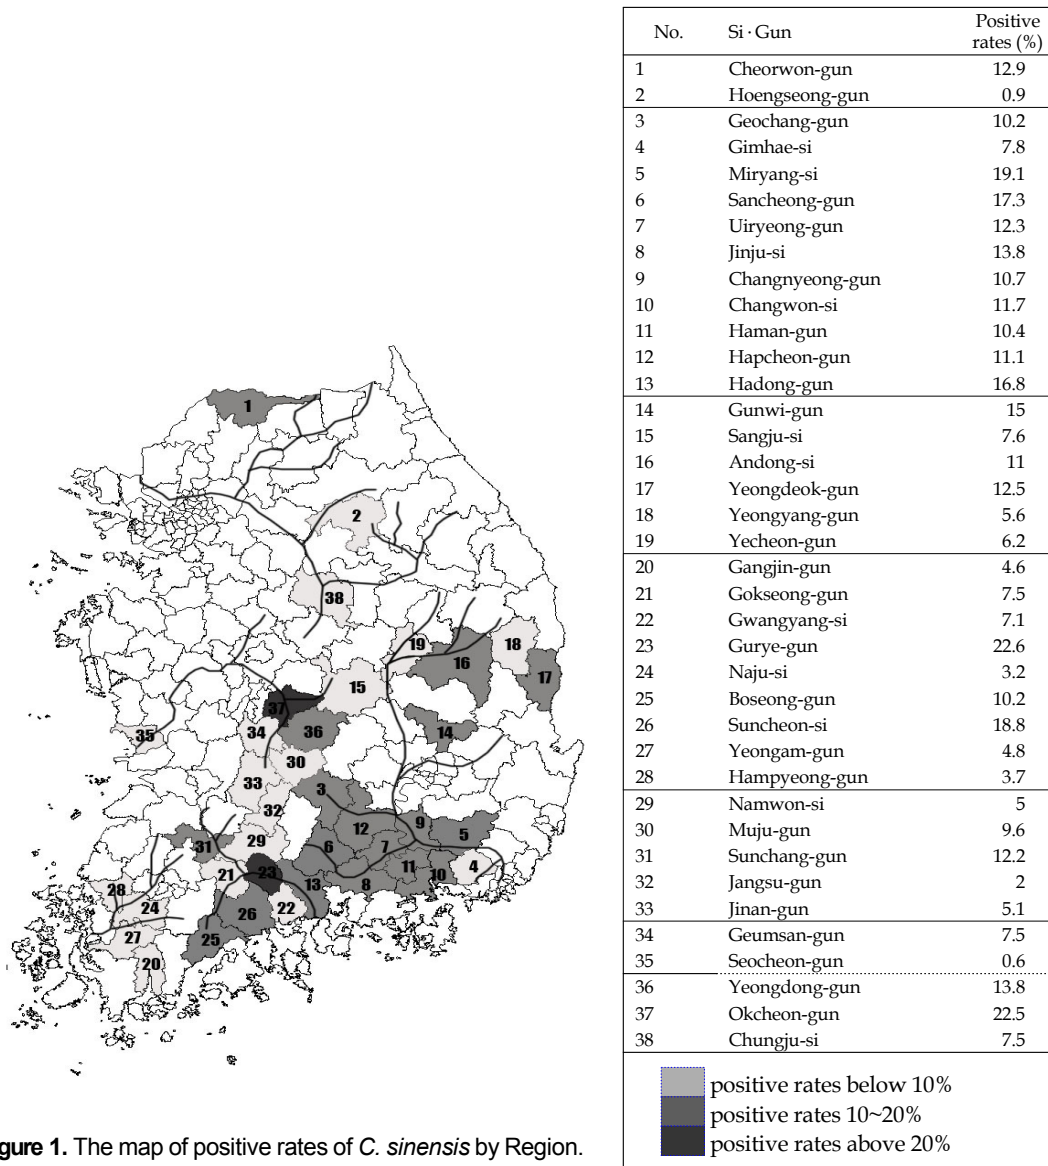 No. Si · Gun Positive rates (%)
1 Cheorwon-gun 12.9
2 Hoengseong-gun 0.9
3 Geochang-gun 10.2
4 Gimhae-si 7.8
5 Miryang-si 19.1
6 Sancheong-gun 17.3
7 Uiryeong-gun 12.3
8 Jinju-si 13.8
9 Changnyeong-gun 10.7
10 Changwon-si 11.7
11 Haman-gun 10.4
12 Hapcheon-gun 11.1
13 Hadong-gun 16.8
14 Gunwi-gun 15
15 Sangju-si 7.6
16 Andong-si 11
17 Yeongdeok-gun 12.5
18 Yeongyang-gun 5.6
19 Yecheon-gun 6.2
20 Gangjin-gun 4.6
21 Gokseong-gun 7.5
22 Gwangyang-si 7.1
23 Gurye-gun 22.6
24 Naju-si 3.2
25 Boseong-gun 10.2
26 Suncheon-si 18.8
27 Yeongam-gun 4.8
28 Hampyeong-gun 3.7
29 Namwon-si 5
30 Muju-gun 9.6
31 Sunchang-gun 12.2
32 Jangsu-gun 2
33 Jinan-gun 5.1
34 Geumsan-gun 7.5
35 Seocheon-gun 0.6
36 Yeongdong-gun 13.8
37 Okcheon-gun 22.5
38 Chungju-si 7.5
positive rates below 10%
positive rates 10~20%
positive rates above 20%
1
2
38
19
18
16
17
15
37
14
36
34
35
30
33
3
32
9
12
5
29
31
6
7
11
4
21
23
10
13
8
28
24
22
26
27
25
20
gure 1. The map of positive rates of C. sinensis by Region.